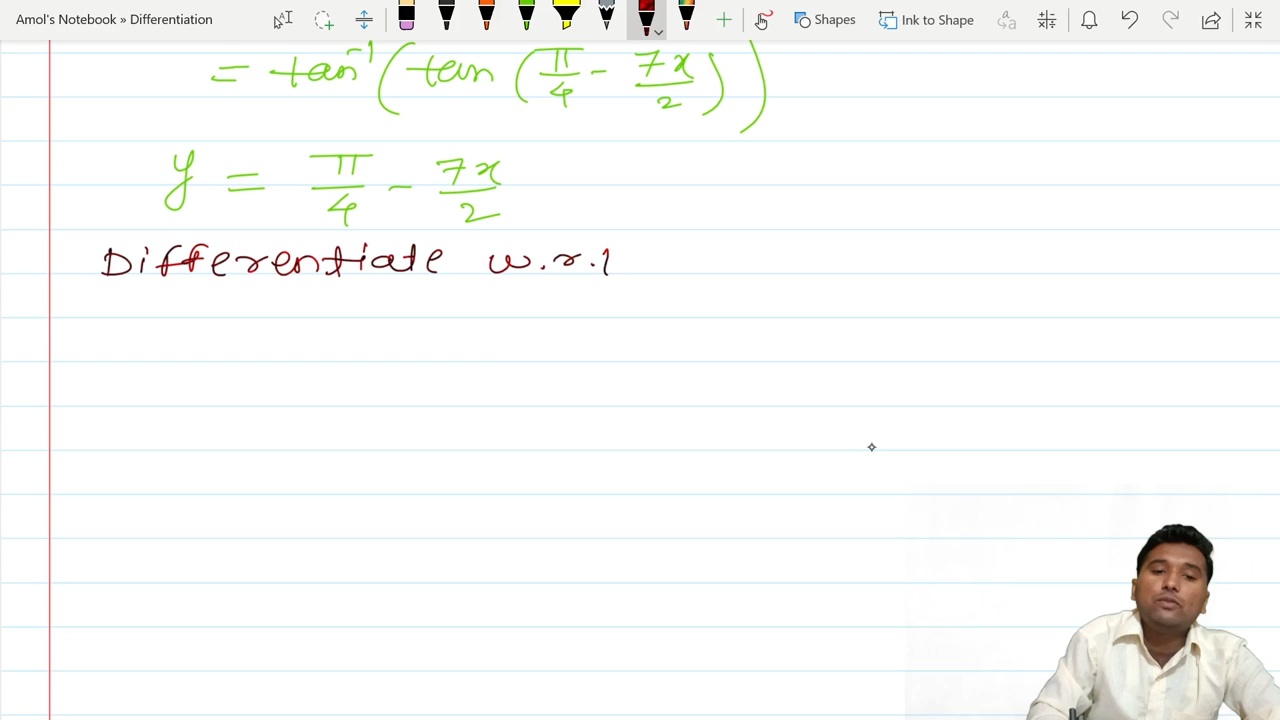 Amol's Notebook » Differentiation Shapes Ink to Shape
= tan⁻¹(tan(π/4 - 7x/2))
y = π/4 - 7x/2
Differentiate w.r.